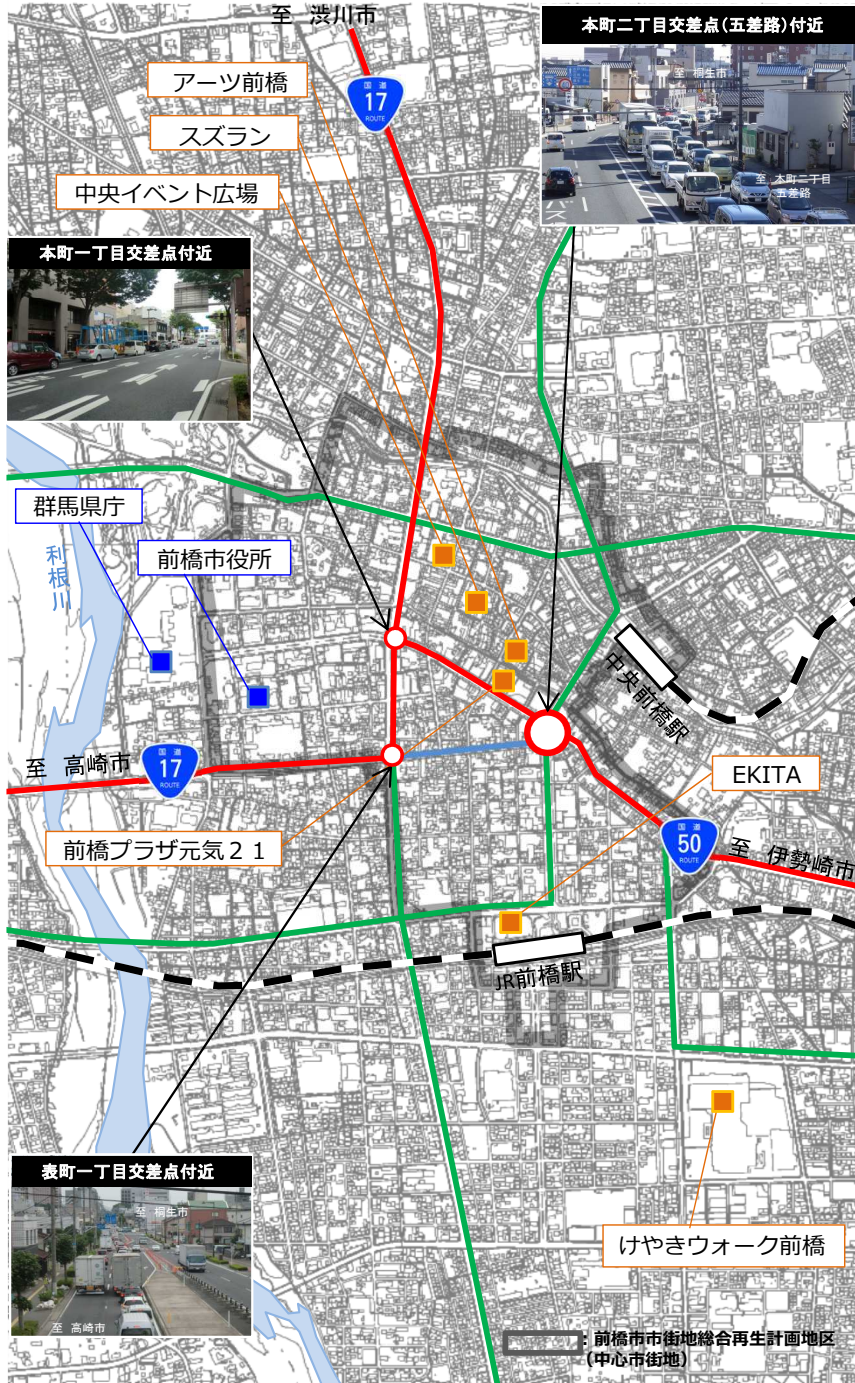 至 渋川市
国道
17
ROUTE
本町二丁目交差点(五差路)付近
至 桐生市
至 本町二丁目
五差路
アーツ前橋
スズラン
中央イベント広場
本町一丁目交差点付近
群馬県庁
利根川
前橋市役所
中央前橋駅
至 高崎市
国道
17
ROUTE
EKITA
国道
50
ROUTE
至 伊勢崎市
前橋プラザ元気21
JR前橋駅
表町一丁目交差点付近
至 桐生市
至 高崎市
けやきウォーク前橋
:前橋市市街地総合再生計画地区
(中心市街地)